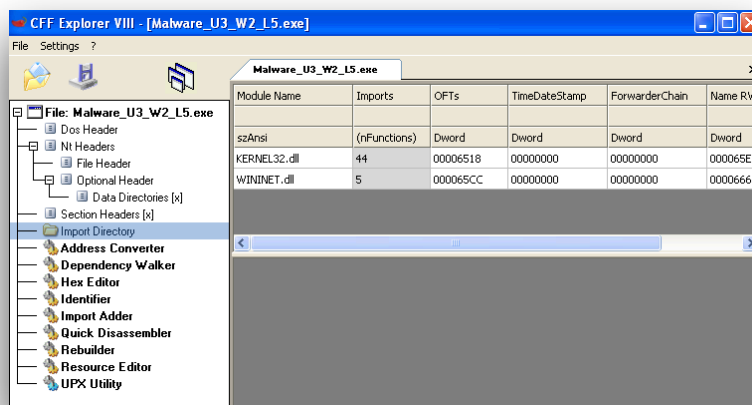 CFF Explorer VIII - [Malware_U3_W2_L5.exe]
File Settings ?
Malware_U3_W2_L5.exe
File: Malware_U3_W2_L5.exe
Dos Header
Nt Headers
File Header
Optional Header
Data Directories [x]
Section Headers [x]
Import Directory
Address Converter
Dependency Walker
Hex Editor
Identifier
Import Adder
Quick Disassembler
Rebuilder
Resource Editor
UPX Utility
Module Name Imports OFTs TimeDateStamp ForwarderChain Name RV
szAnsi (nFunctions) Dword Dword Dword Dword
KERNEL32.dll 44 00006518 00000000 00000000 000065E
WININET.dll 5 000065CC 00000000 00000000 0000666